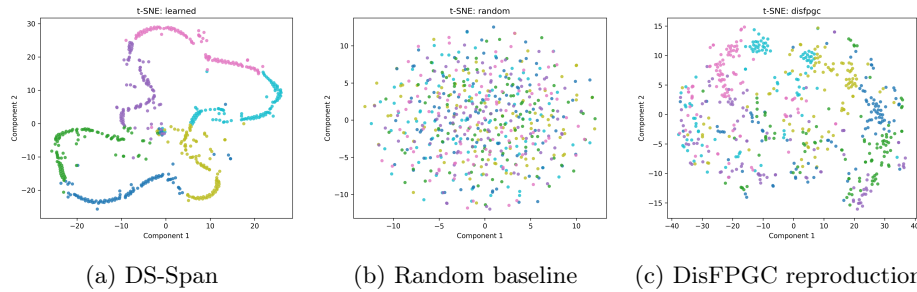 t-SNE: learned
30
20
10
0
−10
−20
Component 2
−20 −10 0 10 20
Component 1
(a) DS-Span
t-SNE: random
10
5
0
−5
−10
Component 2
−10 −5 0 5 10
Component 1
(b) Random baseline
t-SNE: disfpgc
15
10
5
0
−5
−10
−15
Component 2
−40 −30 −20 −10 0 10 20 30 40
Component 1
(c) DisFPGC reproduction